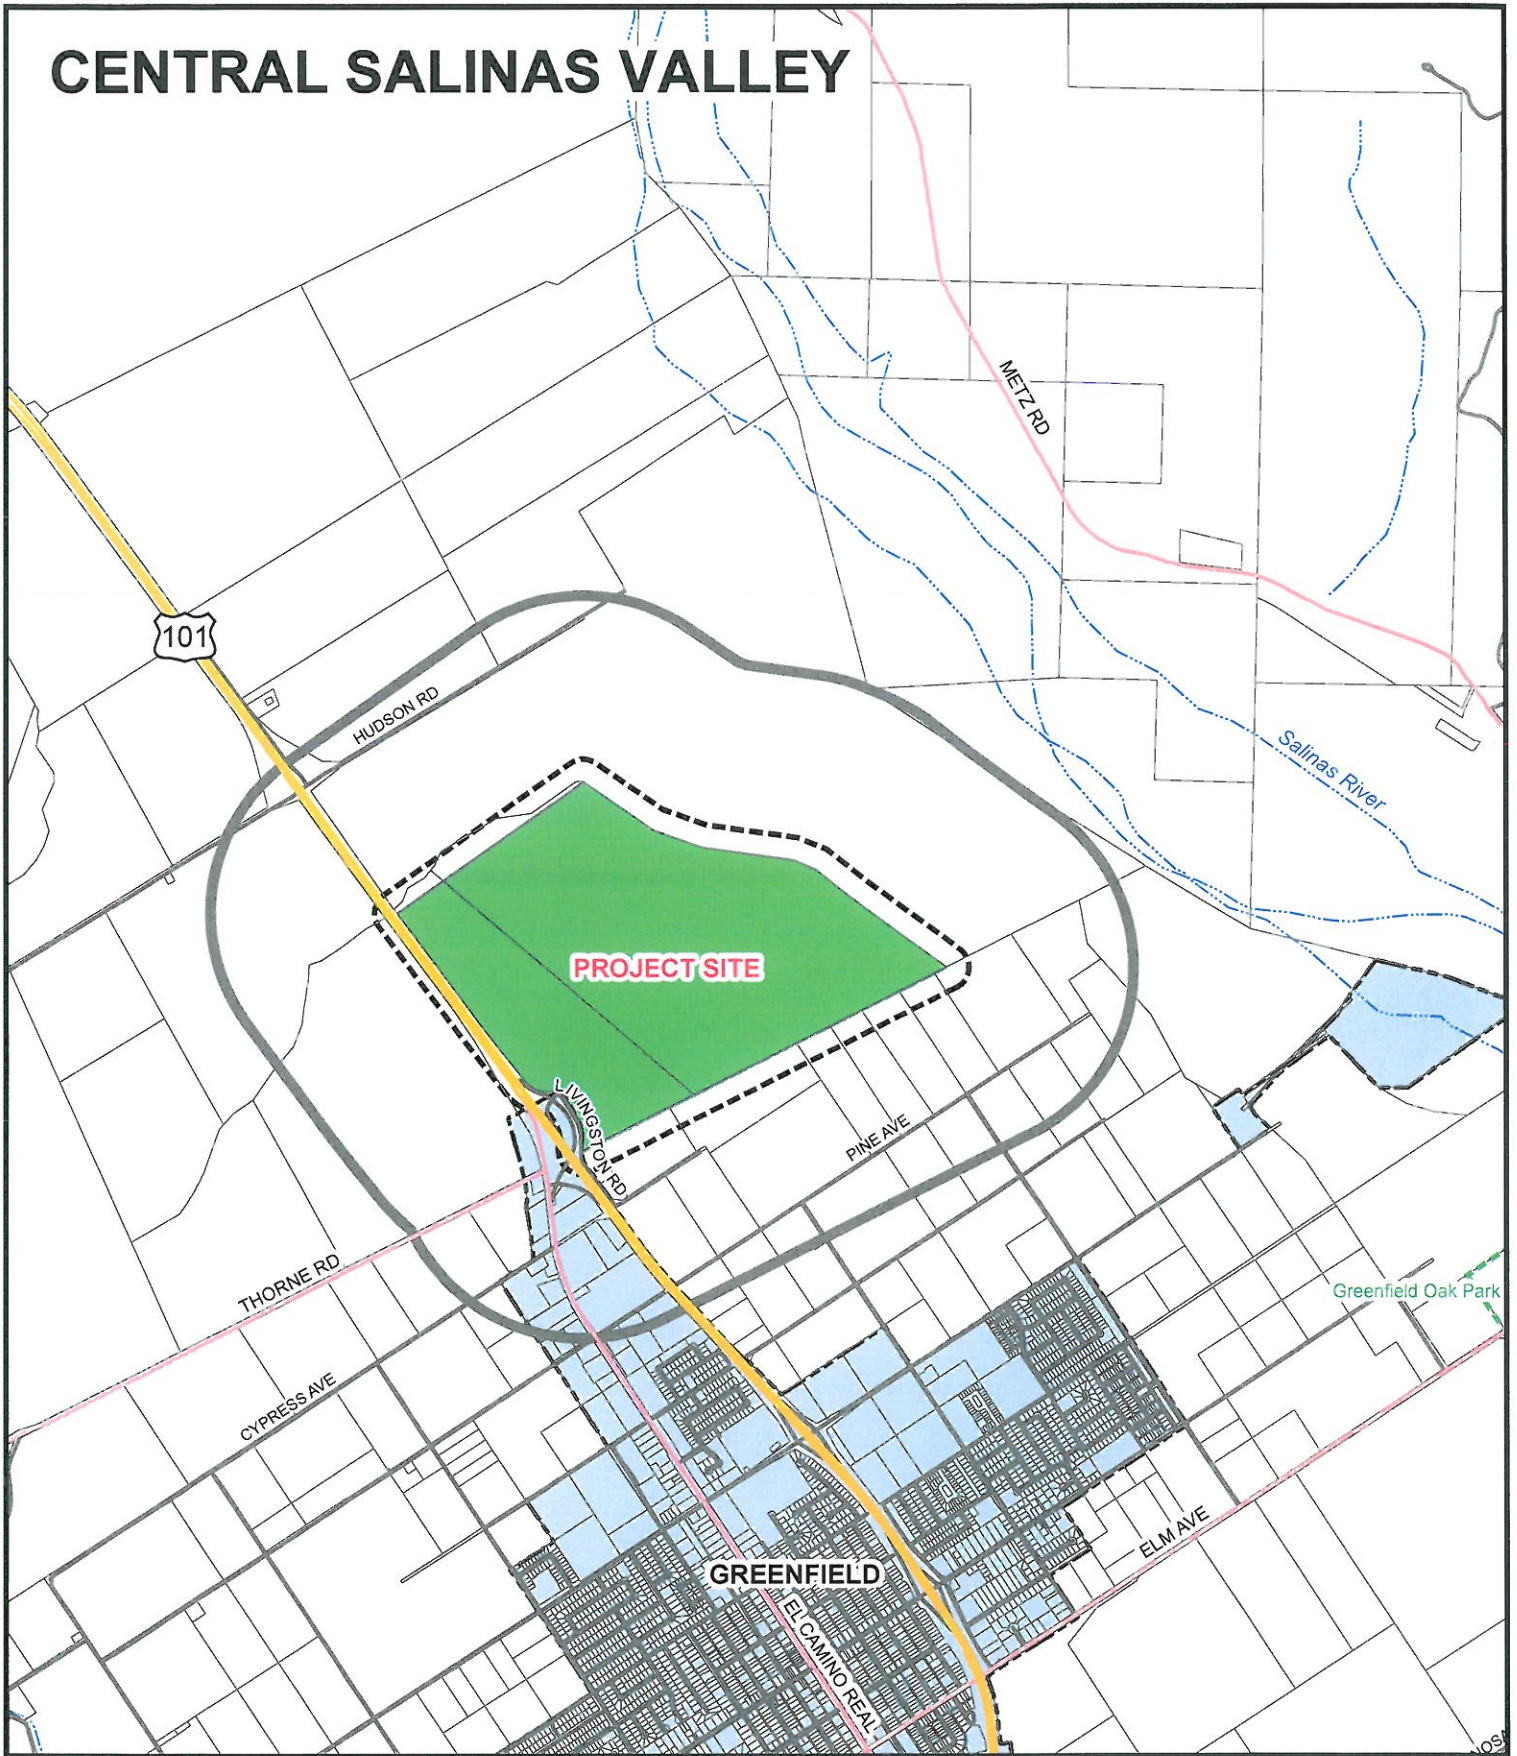 CENTRAL SALINAS VALLEY
METZ RD
101
HUDSON RD
Salinas River
PROJECT SITE
LIVINGSTON RD
PINE AVE
THORNE RD
Greenfield Oak Park
CYPRESS AVE
ELM AVE
GREENFIELD
EL CAMINO REAL